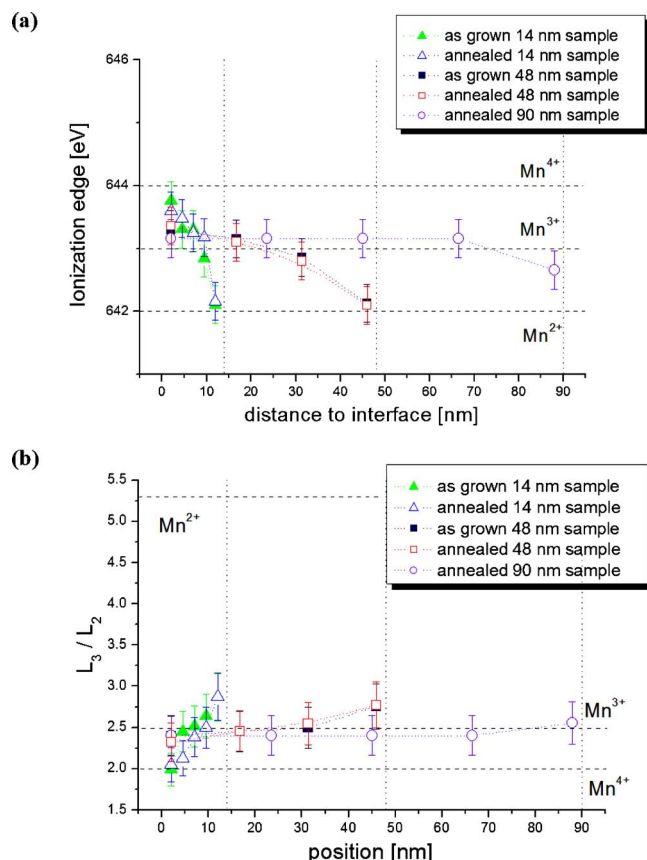 (a)
as grown 14 nm sample
annealed 14 nm sample
as grown 48 nm sample
annealed 48 nm sample
annealed 90 nm sample
646
644
642
Ionization edge [eV]
Mn4+
Mn3+
Mn2+
0 10 20 30 40 50 60 70 80 90
distance to interface [nm]
(b)
as grown 14 nm sample
annealed 14 nm sample
as grown 48 nm sample
annealed 48 nm sample
annealed 90 nm sample
5.5
5.0
4.5
4.0
3.5
3.0
2.5
2.0
1.5
L3 / L2
Mn2+
Mn3+
Mn4+
0 10 20 30 40 50 60 70 80 90
position [nm]